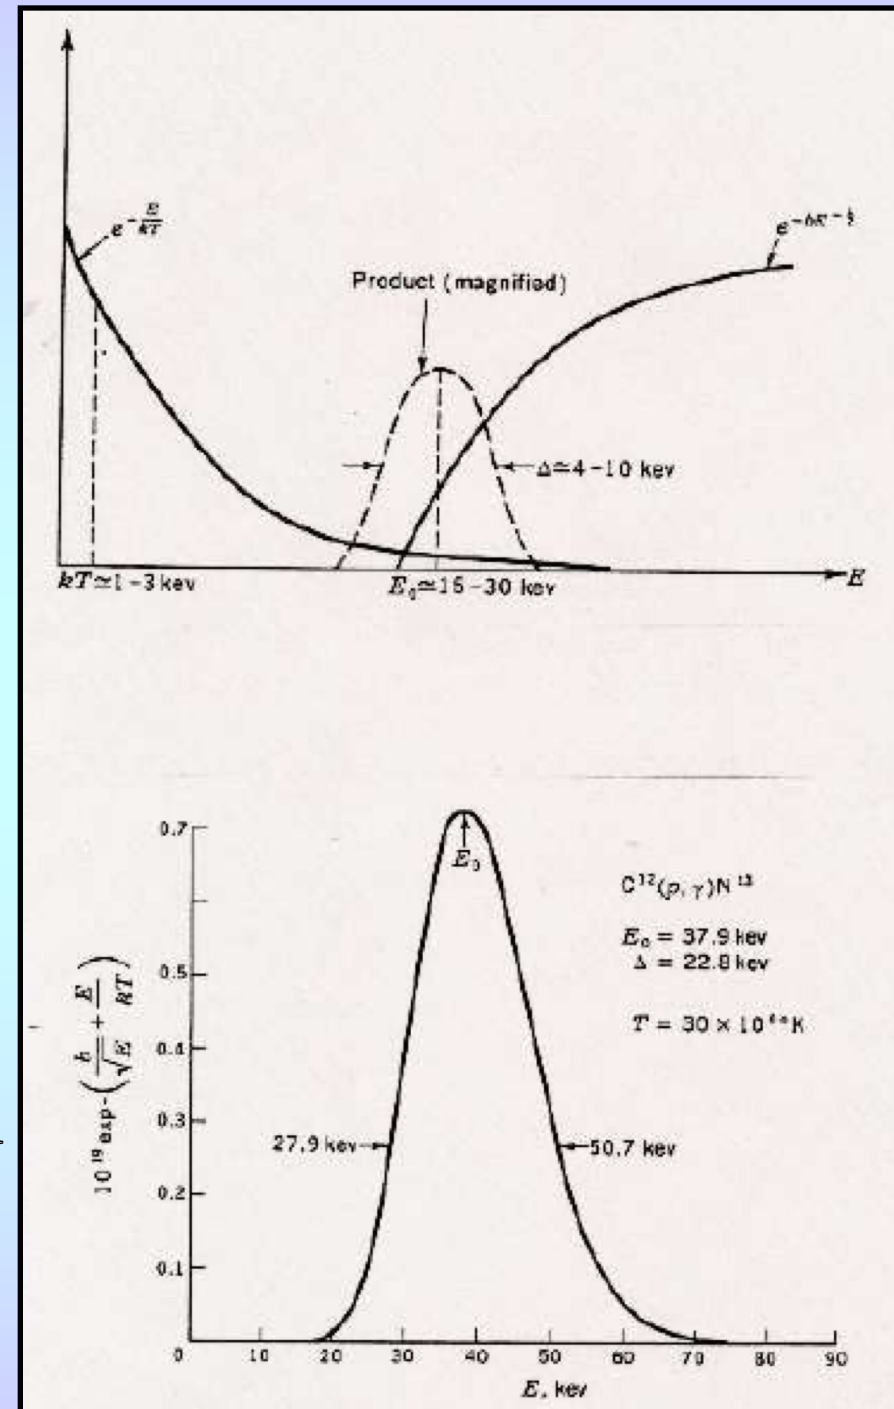 e^{-\frac{E}{kT}}
e^{-bE^{-\frac{1}{2}}}
Product (magnified)
Δ≃4-10 kev
kT≃1-3 kev
E₀≃15-30 kev
E
0.7
0.5
0.4
0.3
0.2
0.1
10¹⁹ exp-(b/√E + E/kT)
E₀
C¹²(p, γ)N¹³
E₀ = 37.9 kev
Δ = 22.8 kev
T = 30 × 10⁶°K
27.9 kev
50.7 kev
0 10 20 30 40 50 60 70 80 90
E, kev